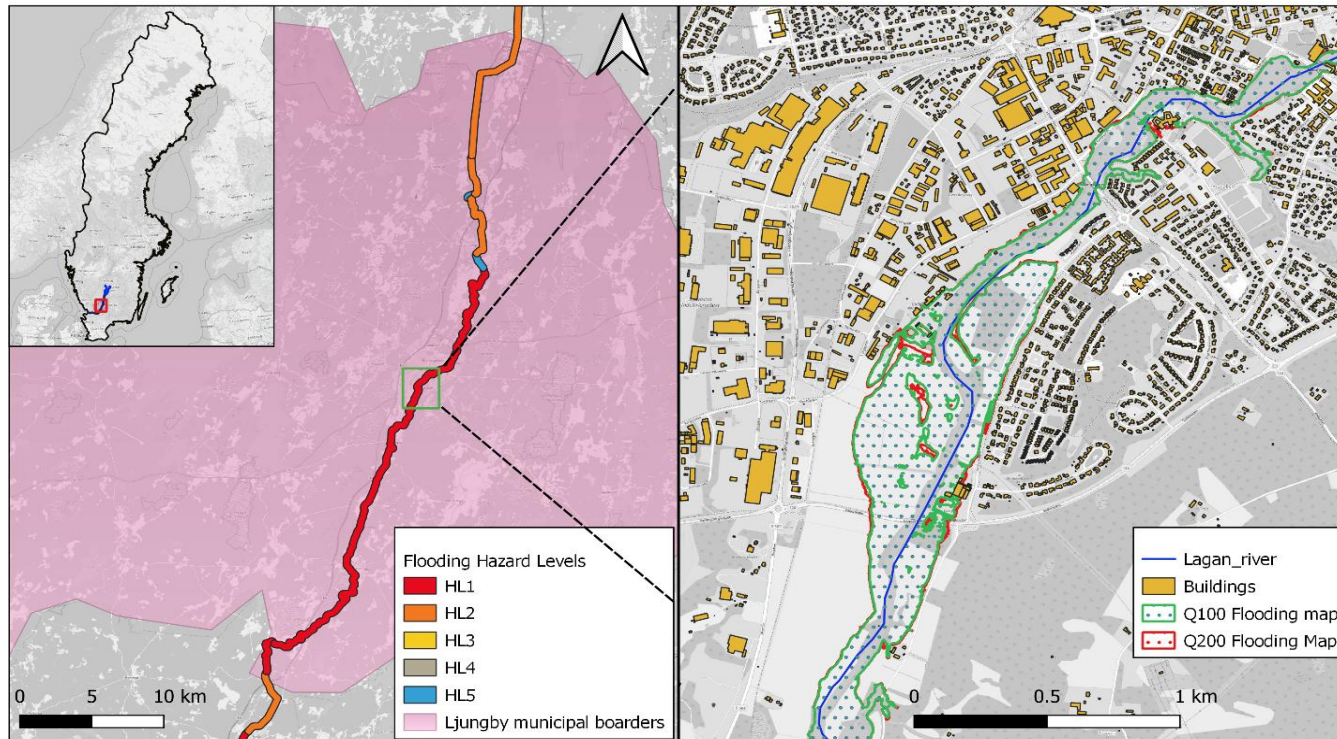 Flooding Hazard Levels
HL1
HL2
HL3
HL4
HL5
Ljungby municipal boarders
0 5 10 km
Lagan_river
Buildings
Q100 Flooding map
Q200 Flooding Map
0 0.5 1 km